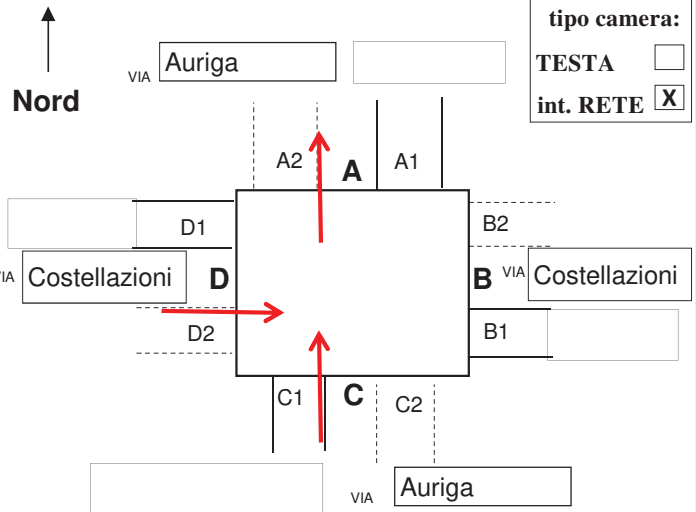 tipo camera:
TESTA
int. RETE X
Nord
VIA Auriga
A2 A A1
D1 B2
VIA Costellazioni D B VIA Costellazioni
D2 B1
C1 C C2
VIA Auriga